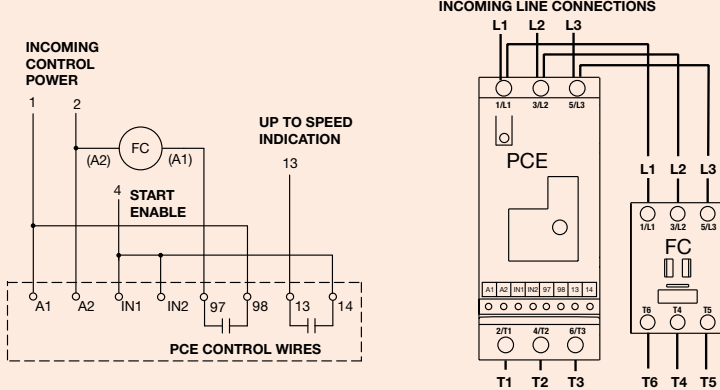 INCOMING
CONTROL
POWER
1 2
FC
(A2) (A1)
UP TO SPEED
INDICATION
13
4 START
ENABLE
A1 A2 IN1 IN2 97 98 13 14
PCE CONTROL WIRES
INCOMING LINE CONNECTIONS
L1 L2 L3
1/L1 3/L2 5/L3
PCE
A1 A2 IN1 IN2 97 98 13 14
2/T1 4/T2 6/T3
T1 T2 T3
L1 L2 L3
1/L1 3/L2 5/L3
FC
T6 T4 T5
T6 T4 T5